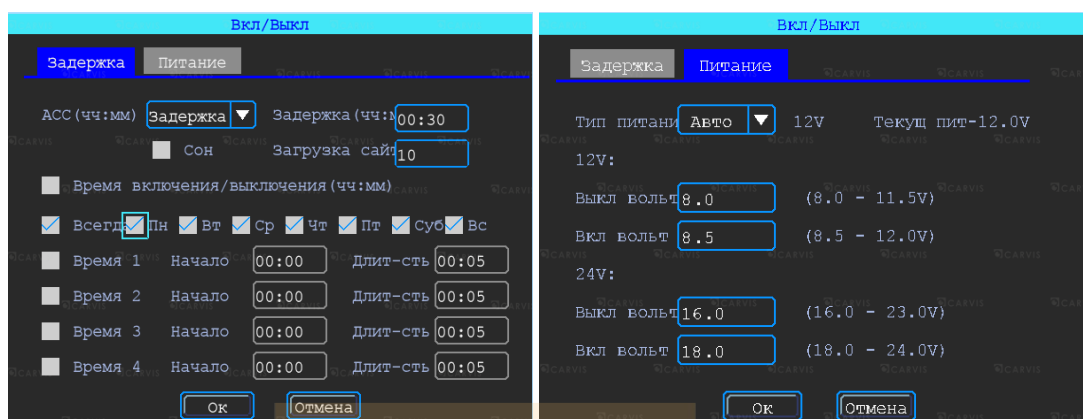 Вкл/Выкл
Задержка Питание
ACC(чч:мм) Задержка Задержка(чч:м 00:30
Сон Загрузка сайт 10
Время включения/выключения(чч:мм)
Всегда Пн Вт Ср Чт Пт Суб Вс
Время 1 Начало 00:00 Длит-сть 00:05
Время 2 Начало 00:00 Длит-сть 00:05
Время 3 Начало 00:00 Длит-сть 00:05
Время 4 Начало 00:00 Длит-сть 00:05
Ок Отмена
Вкл/Выкл
Задержка Питание
Тип питани Авто 12V Текущ пит-12.0V
12V:
Выкл вольт 8.0 (8.0 - 11.5V)
Вкл вольт 8.5 (8.5 - 12.0V)
24V:
Выкл вольт 16.0 (16.0 - 23.0V)
Вкл вольт 18.0 (18.0 - 24.0V)
Ок Отмена
CARVIS